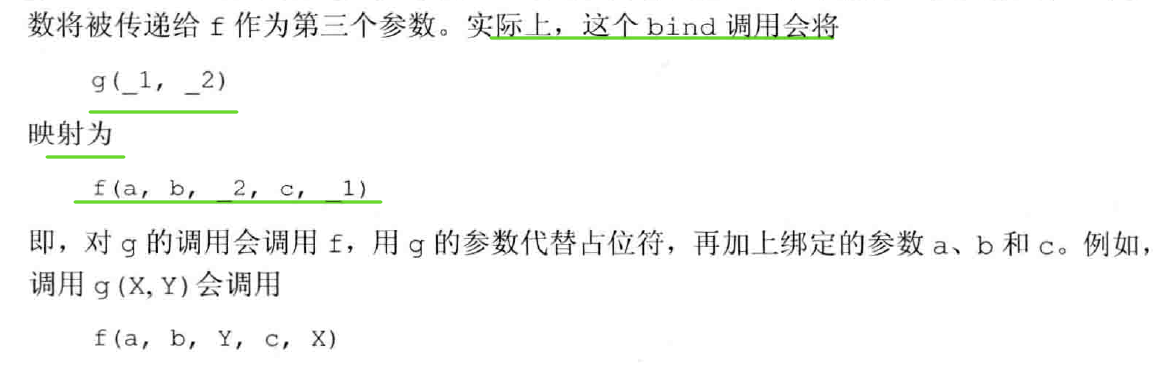 数将被传递给 f 作为第三个参数。实际上，这个 bind 调用会将
g(_1, _2)
映射为
f(a, b, _2, c, _1)
即，对 g 的调用会调用 f，用 g 的参数代替占位符，再加上绑定的参数 a、b 和 c。例如，
调用 g(X, Y)会调用
f(a, b, Y, c, X)